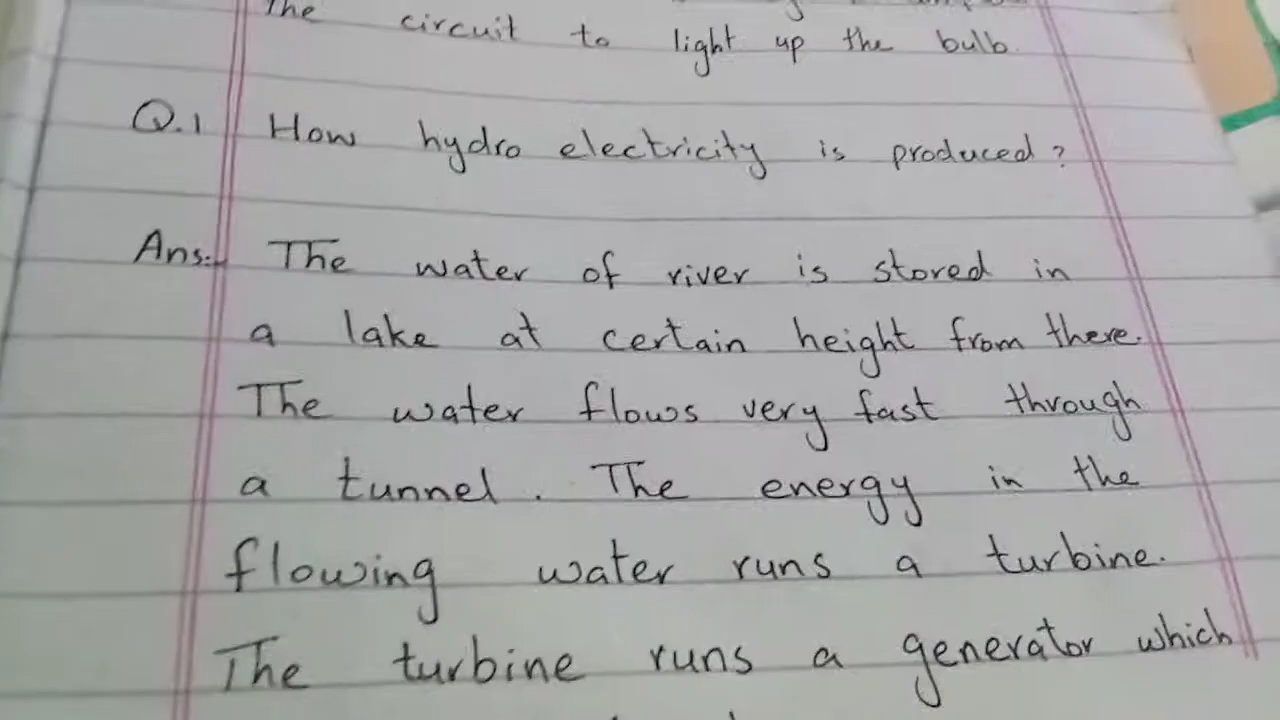 The circuit to light up the bulb.
Q.1 How hydro electricity is produced?
Ans:- The water of river is stored in
a lake at certain height from there.
The water flows very fast through
a tunnel. The energy in the
flowing water runs a turbine.
The turbine runs a generator which